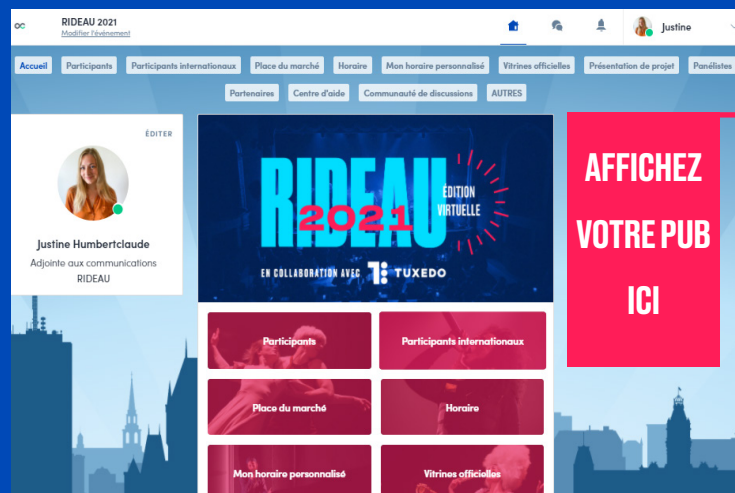 RIDEAU 2021
Modifier l'événement
Justine
Accueil
Participants
Participants internationaux
Place du marché
Horaire
Mon horaire personnalisé
Vitrines officielles
Présentation de projet
Panélistes
Partenaires
Centre d'aide
Communauté de discussions
AUTRES
ÉDITER
Justine Humbertclaude
Adjointe aux communications
RIDEAU
RIDEAU
2021
ÉDITION
VIRTUELLE
EN COLLABORATION AVEC TUXEDO
AFFICHEZ
VOTRE PUB
ICI
Participants
Participants internationaux
Place du marché
Horaire
Mon horaire personnalisé
Vitrines officielles